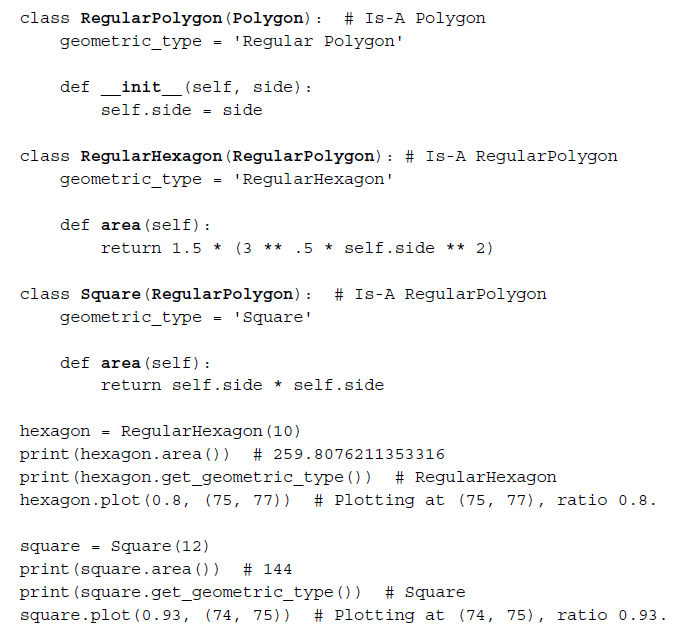 class RegularPolygon(Polygon):  # Is-A Polygon
    geometric_type = 'Regular Polygon'

    def __init__(self, side):
        self.side = side

class RegularHexagon(RegularPolygon): # Is-A RegularPolygon
    geometric_type = 'RegularHexagon'

    def area(self):
        return 1.5 * (3 ** .5 * self.side ** 2)

class Square(RegularPolygon):  # Is-A RegularPolygon
    geometric_type = 'Square'

    def area(self):
        return self.side * self.side

hexagon = RegularHexagon(10)
print(hexagon.area())  # 259.8076211353316
print(hexagon.get_geometric_type())  # RegularHexagon
hexagon.plot(0.8, (75, 77))  # Plotting at (75, 77), ratio 0.8.

square = Square(12)
print(square.area())  # 144
print(square.get_geometric_type())  # Square
square.plot(0.93, (74, 75))  # Plotting at (74, 75), ratio 0.93.